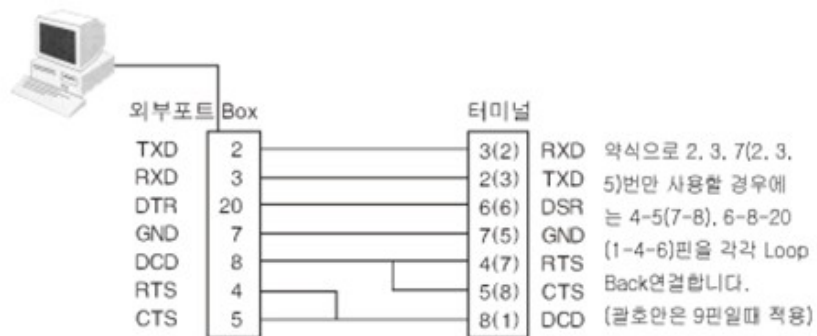 외부포트 Box
터미널
TXD 2 3(2) RXD
RXD 3 2(3) TXD
DTR 20 6(6) DSR
GND 7 7(5) GND
DCD 8 4(7) RTS
RTS 4 5(8) CTS
CTS 5 8(1) DCD
약식으로 2, 3, 7(2, 3,
5)번만 사용할 경우에
는 4-5(7-8), 6-8-20
(1-4-6)핀을 각각 Loop
Back연결합니다.
(괄호안은 9핀일때 적용)